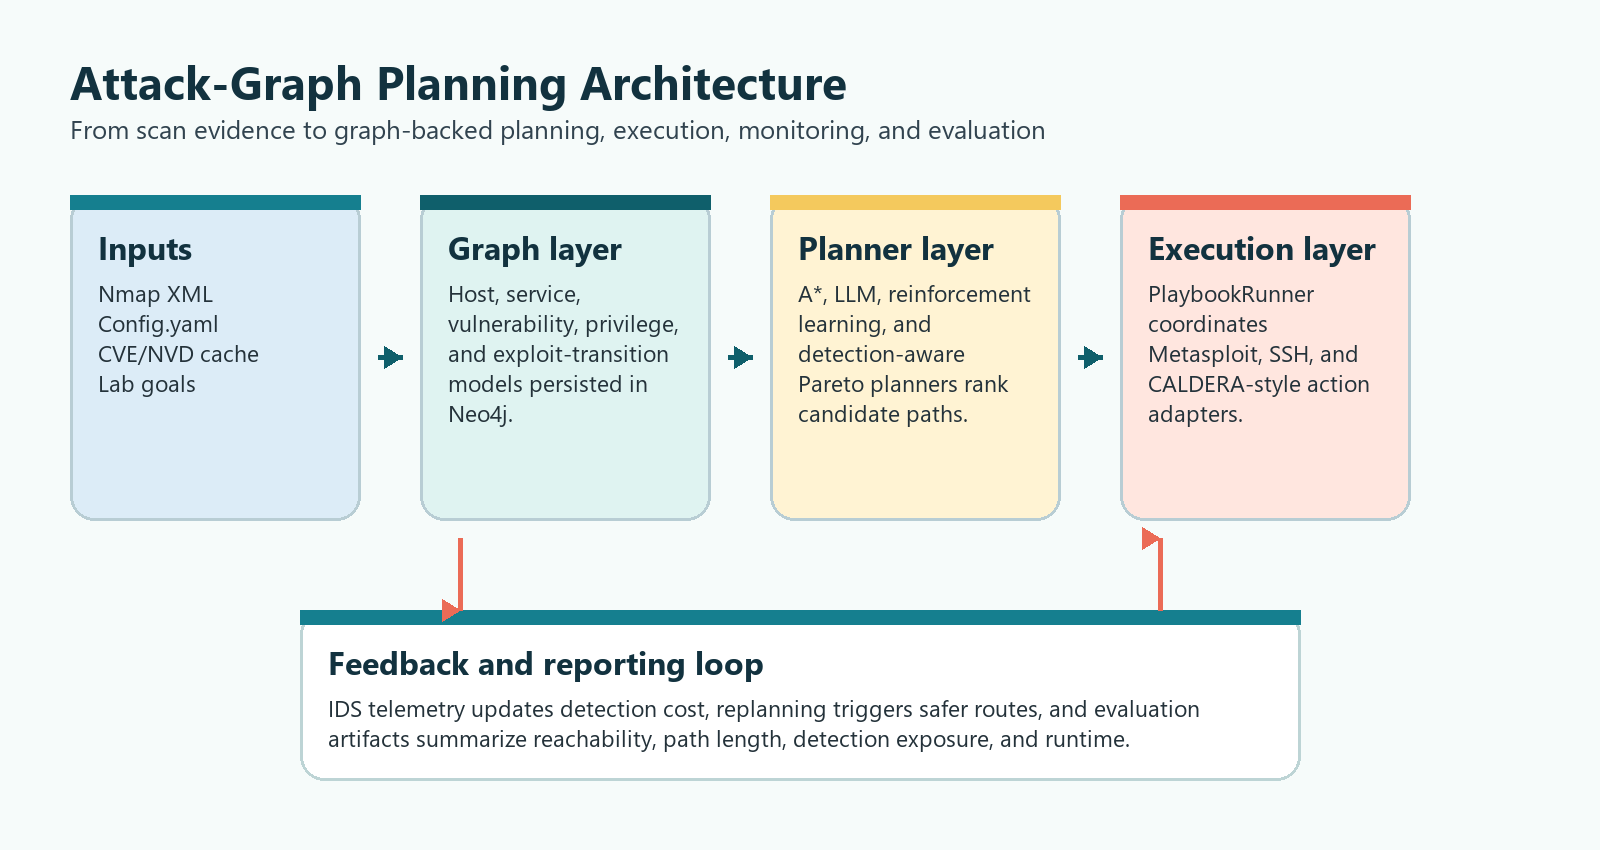 Attack-Graph Planning Architecture
From scan evidence to graph-backed planning, execution, monitoring, and evaluation
Inputs
Nmap XML
Config.yaml
CVE/NVD cache
Lab goals
Graph layer
Host, service,
vulnerability, privilege,
and exploit-transition
models persisted in
Neo4j.
Planner layer
A*, LLM, reinforcement
learning, and
detection-aware
Pareto planners rank
candidate paths.
Execution layer
PlaybookRunner
coordinates
Metasploit, SSH, and
CALDERA-style action
adapters.
Feedback and reporting loop
IDS telemetry updates detection cost, replanning triggers safer routes, and evaluation
artifacts summarize reachability, path length, detection exposure, and runtime.